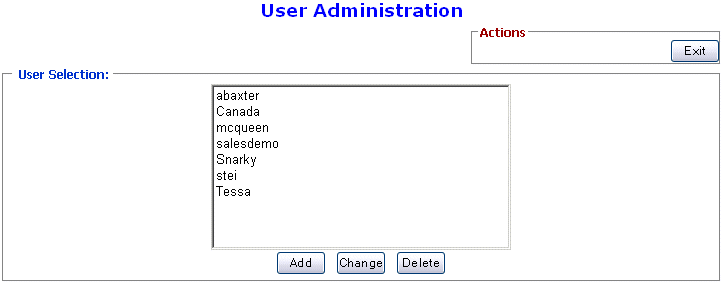 User Administration
Actions
Exit
User Selection:
abaxter
Canada
mcqueen
salesdemo
Snarky
stei
Tessa
Add Change Delete